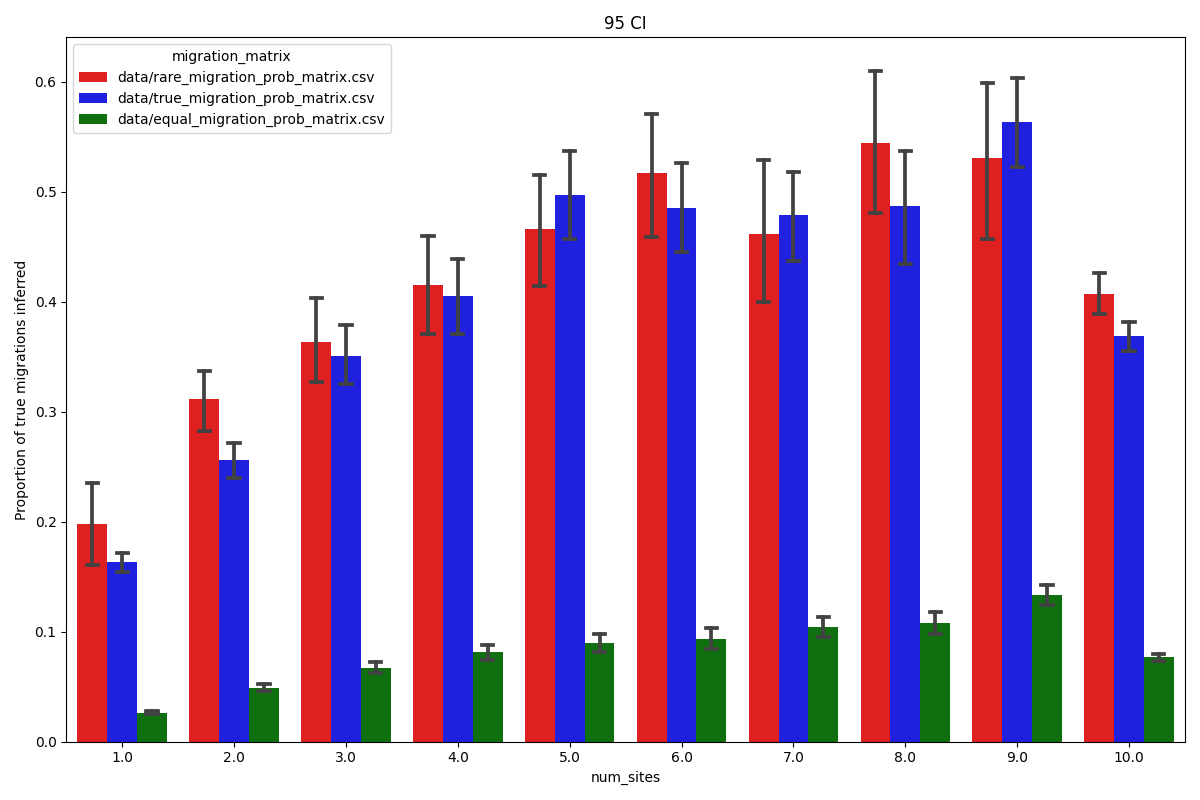 95 CI
migration_matrix
data/rare_migration_prob_matrix.csv
data/true_migration_prob_matrix.csv
data/equal_migration_prob_matrix.csv
Proportion of true migrations inferred
0.6
0.5
0.4
0.3
0.2
0.1
0.0
1.0 2.0 3.0 4.0 5.0 6.0 7.0 8.0 9.0 10.0
num_sites